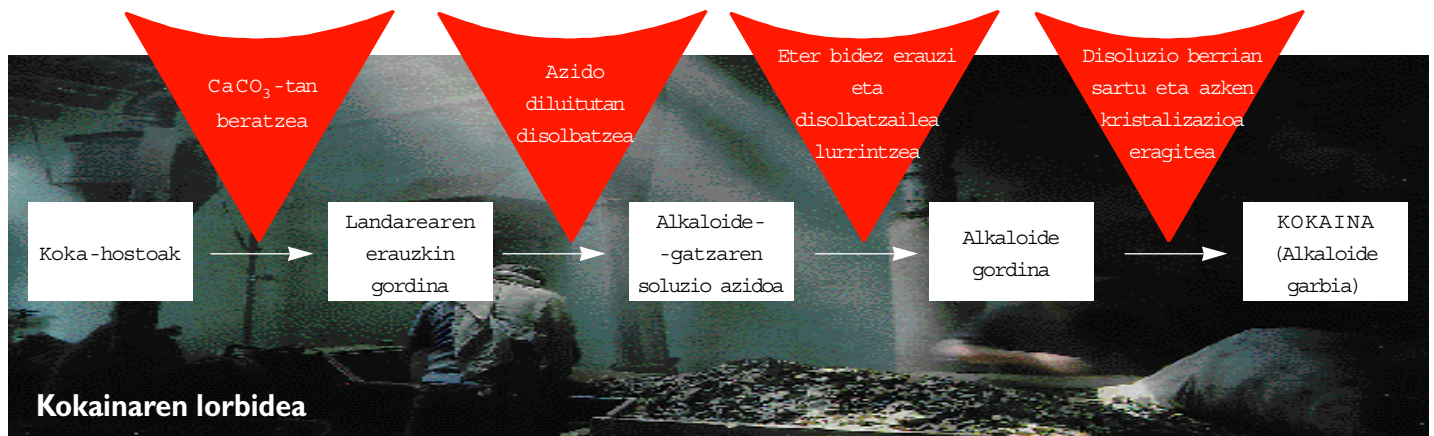 CaCO₃-tan
beratzea
Azido
diluitutan
disolbatzea
Eter bidez erauzi
eta
disolbatzailea
lurrintzea
Disoluzio berrian
sartu eta azken
kristalizazioa
eragitea
Koka-hostoak
Landarearen
erauzkin
gordina
Alkaloide-
-gatzaren
soluzio azidoa
Alkaloide
gordina
KOKAINA
(Alkaloide
garbia)
Kokainaren lorbidea